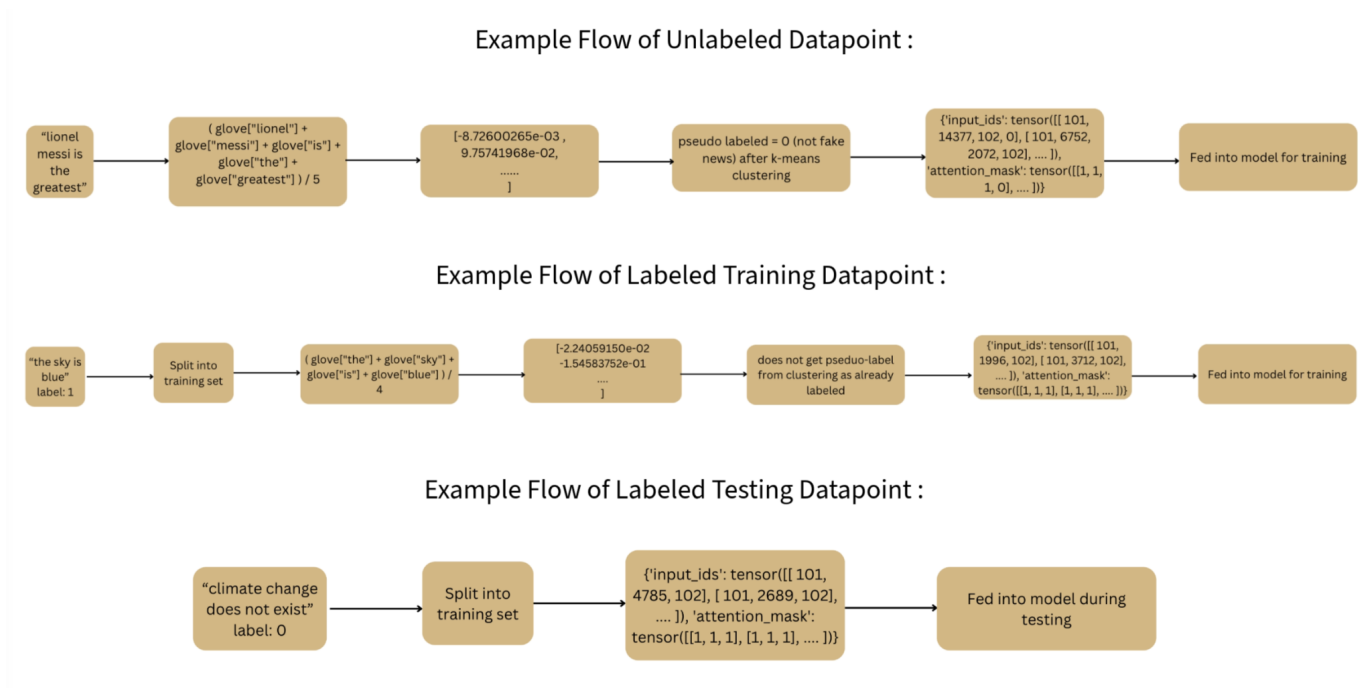 Example Flow of Unlabeled Datapoint :
“lionel
messi is
the
greatest”
( glove["lionel"] +
glove["messi"] + glove["is"] +
glove["the"] +
glove["greatest"] ) / 5
[-8.72600265e-03 ,
9.75741968e-02,
......
]
pseudo labeled = 0 (not fake
news) after k-means
clustering
{'input_ids': tensor([[ 101,
14377, 102, 0], [ 101, 6752,
2072, 102], .... ]),
'attention_mask': tensor([[1, 1,
1, 0], .... ])}
Fed into model for training
Example Flow of Labeled Training Datapoint :
“the sky is
blue”
label: 1
Split into
training set
( glove["the"] + glove["sky"] +
glove["is"] + glove["blue"] ) /
4
[-2.24059150e-02
-1.54583752e-01
....
]
does not get pseduo-label
from clustering as already
labeled
{'input_ids': tensor([[ 101,
1996, 102], [ 101, 3712, 102],
.... ]), 'attention_mask':
tensor([[1, 1, 1], [1, 1, 1], .... ])}
Fed into model for training
Example Flow of Labeled Testing Datapoint :
“climate change
does not exist”
label: 0
Split into
training set
{'input_ids': tensor([[ 101,
4785, 102], [ 101, 2689, 102],
.... ]), 'attention_mask':
tensor([[1, 1, 1], [1, 1, 1], .... ])}
Fed into model during
testing